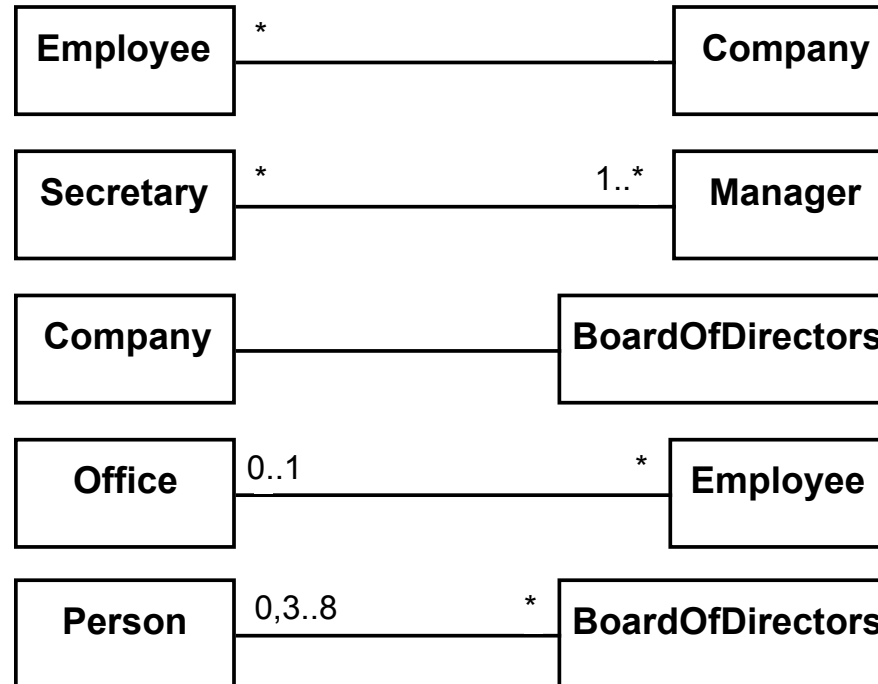 Employee * Company
Secretary * 1..* Manager
Company BoardOfDirectors
Office 0..1 * Employee
Person 0,3..8 * BoardOfDirectors